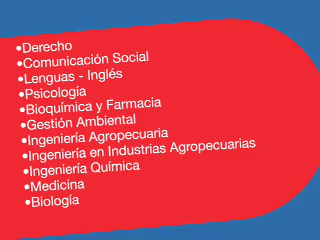 •Derecho
•Comunicación Social
•Lenguas - Inglés
•Psicología
•Bioquímica y Farmacia
•Gestión Ambiental
•Ingeniería Agropecuaria
•Ingeniería en Industrias Agropecuarias
•Ingeniería Química
•Medicina
•Biología